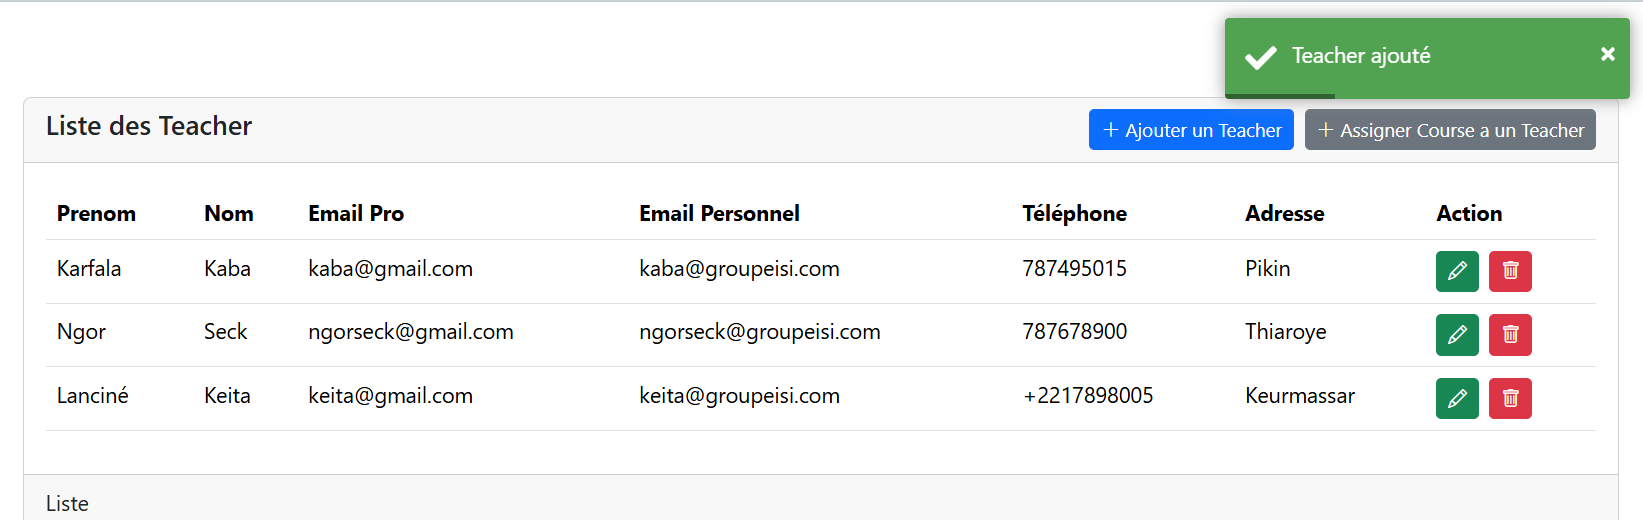 Teacher ajouté
Liste des Teacher
Ajouter un Teacher
Assigner Course a un Teacher
Prenom Nom Email Pro Email Personnel Téléphone Adresse Action
Karfala Kaba kaba@gmail.com kaba@groupeisi.com 787495015 Pikin
Ngor Seck ngorseck@gmail.com ngorseck@groupeisi.com 787678900 Thiaroye
Lanciné Keita keita@gmail.com keita@groupeisi.com +2217898005 Keurmassar
Liste